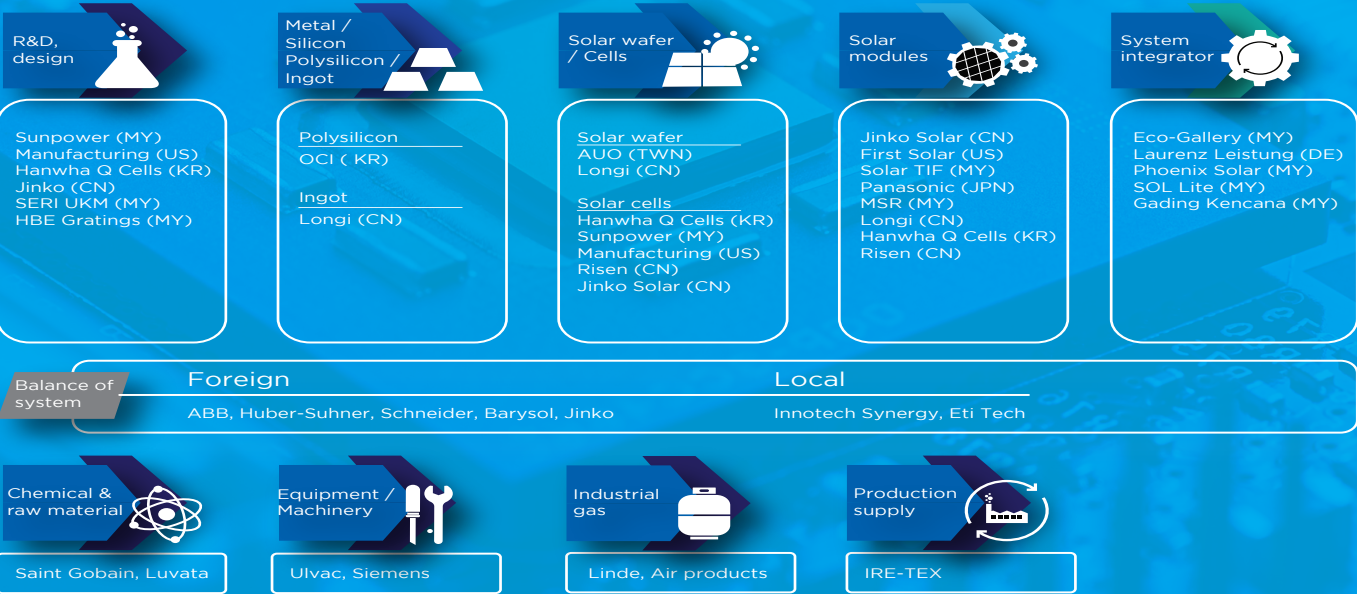 R&D,
design
Sunpower (MY)
Manufacturing (US)
Hanwha Q Cells (KR)
Jinko (CN)
SERI UKM (MY)
HBE Gratings (MY)
Metal /
Silicon
Polysilicon /
Ingot
Polysilicon
OCI ( KR)
Ingot
Longi (CN)
Solar wafer
/ Cells
Solar wafer
AUO (TWN)
Longi (CN)
Solar cells
Hanwha Q Cells (KR)
Sunpower (MY)
Manufacturing (US)
Risen (CN)
Jinko Solar (CN)
Solar
modules
Jinko Solar (CN)
First Solar (US)
Solar TIF (MY)
Panasonic (JPN)
MSR (MY)
Longi (CN)
Hanwha Q Cells (KR)
Risen (CN)
System
integrator
Eco-Gallery (MY)
Laurenz Leistung (DE)
Phoenix Solar (MY)
SOL Lite (MY)
Gading Kencana (MY)
Balance of
system
Foreign
ABB, Huber-Suhner, Schneider, Barysol, Jinko
Local
Innotech Synergy, Eti Tech
Chemical &
raw material
Saint Gobain, Luvata
Equipment /
Machinery
Ulvac, Siemens
Industrial
gas
Linde, Air products
Production
supply
IRE-TEX